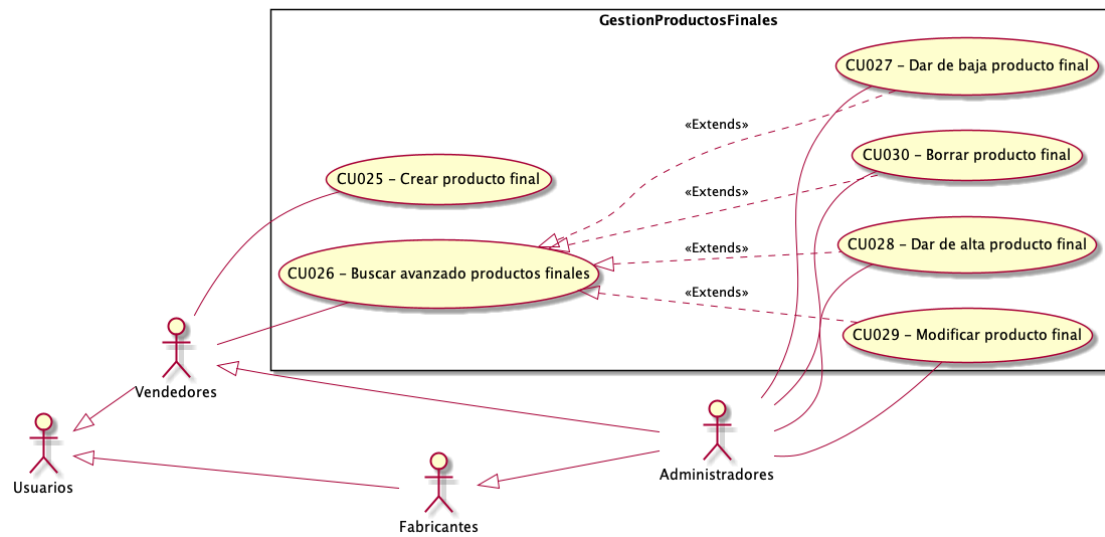 GestionProductosFinales
CU027 – Dar de baja producto final
«Extends»
CU030 – Borrar producto final
CU025 – Crear producto final
«Extends»
CU028 – Dar de alta producto final
«Extends»
CU026 – Buscar avanzado productos finales
«Extends»
CU029 – Modificar producto final
Vendedores
Administradores
Usuarios
Fabricantes